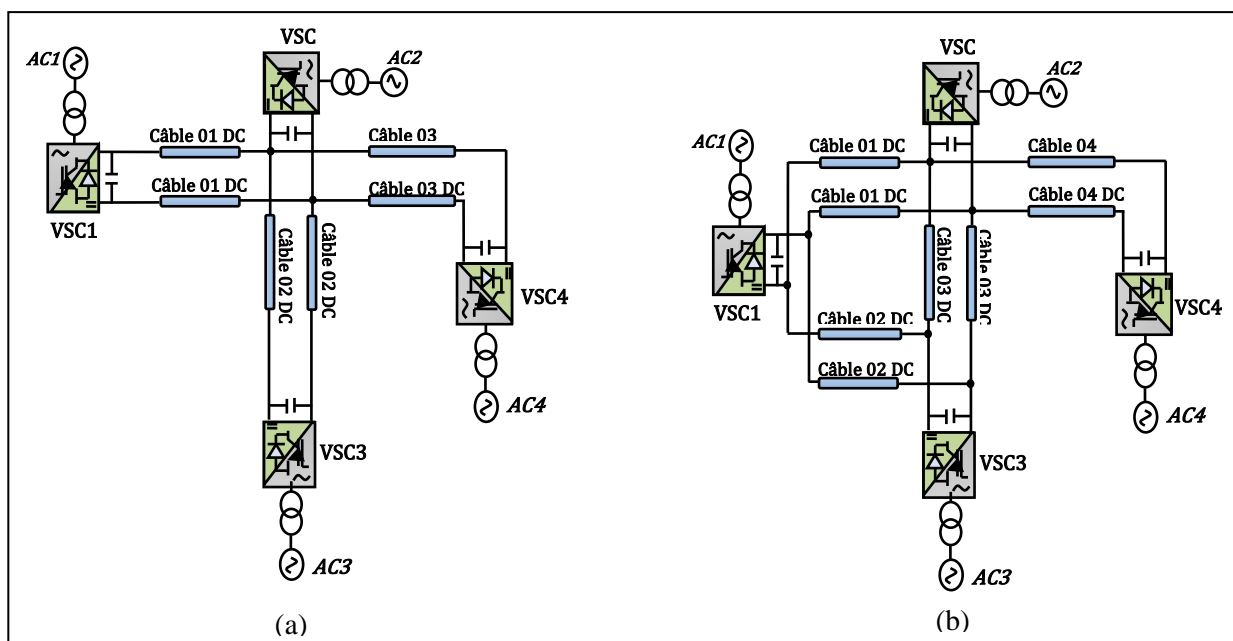 VSC
AC2
AC1
Câble 01 DC
Câble 03
Câble 01 DC
Câble 03 DC
VSC1
Câble 02 DC
Câble 02 DC
VSC4
VSC3
AC4
AC3
(a)
VSC
AC2
AC1
Câble 01 DC
Câble 04
Câble 01 DC
Câble 04 DC
VSC1
Câble 03 DC
Câble 03 DC
VSC4
Câble 02 DC
Câble 02 DC
AC4
VSC3
AC3
(b)